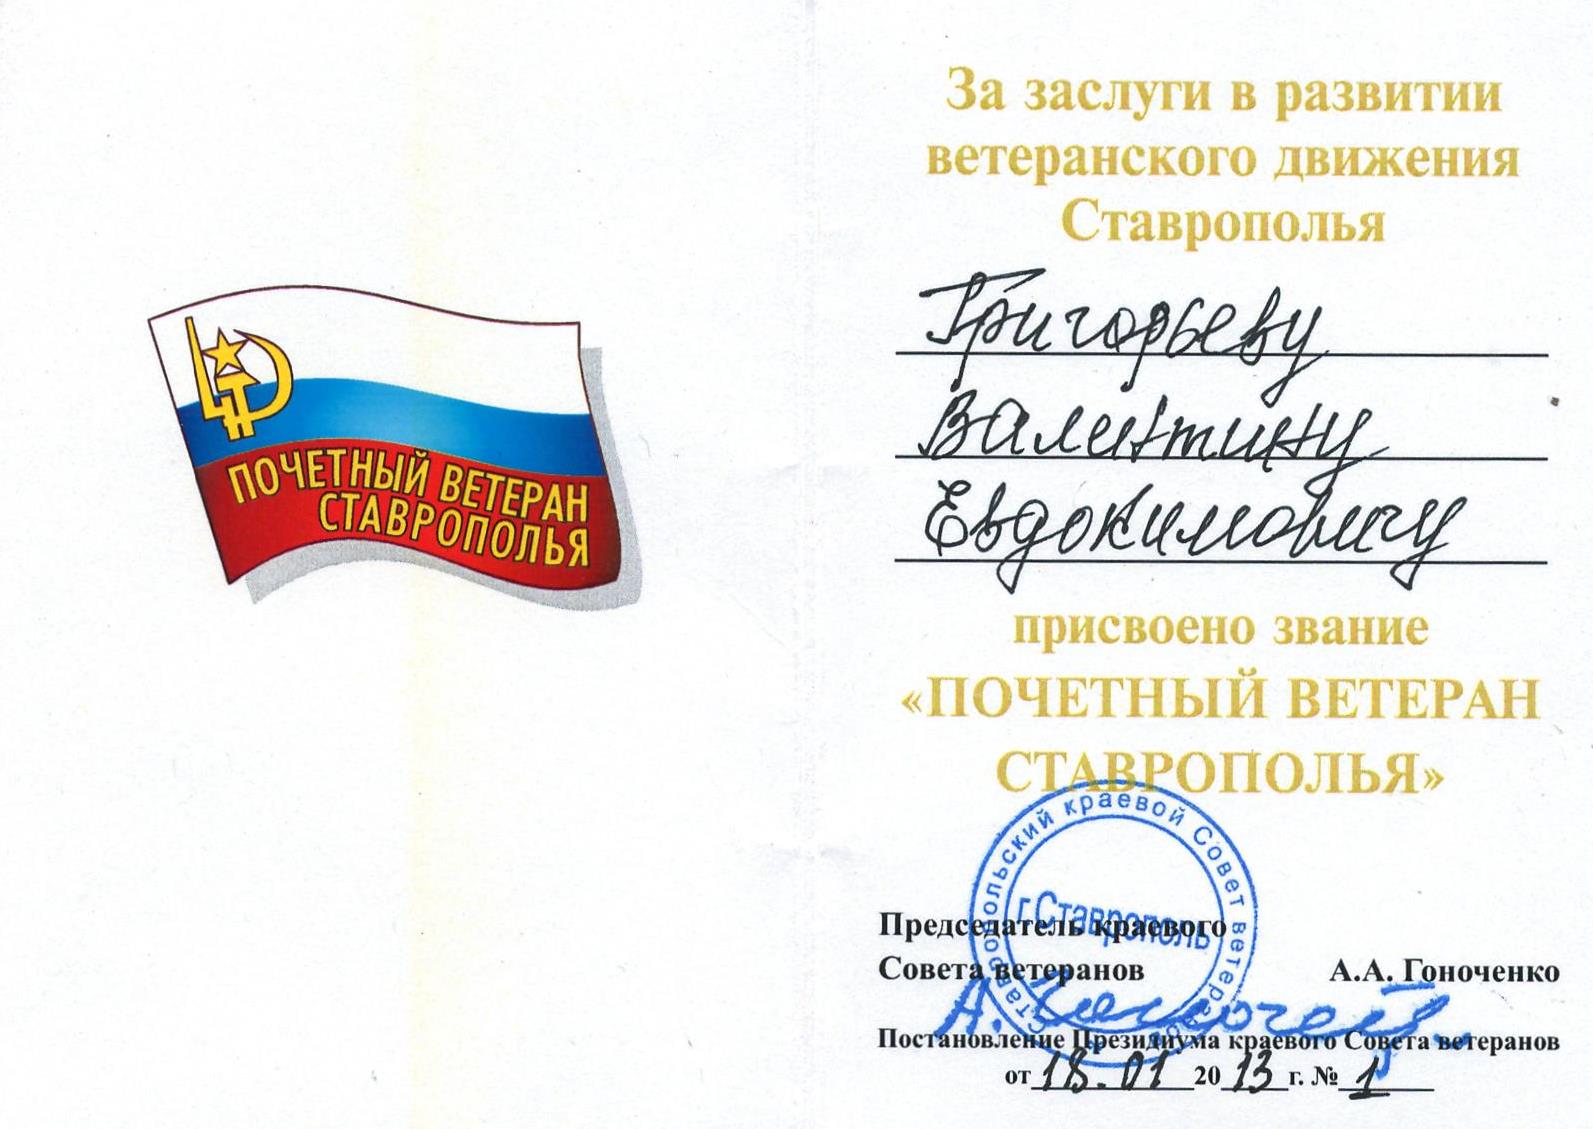 ПОЧЕТНЫЙ ВЕТЕРАН
СТАВРОПОЛЬЯ
За заслуги в развитии
ветеранского движения
Ставрополья
Григорьеву
Валентину
Евдокимовичу
присвоено звание
«ПОЧЕТНЫЙ ВЕТЕРАН
СТАВРОПОЛЬЯ»
Ставропольский краевой Совет ветеранов
г.Ставрополь
Председатель краевого
Совета ветеранов А.А. Гоноченко
Постановление Президиума краевого Совета ветеранов
от 18.01 2013 г. № 1